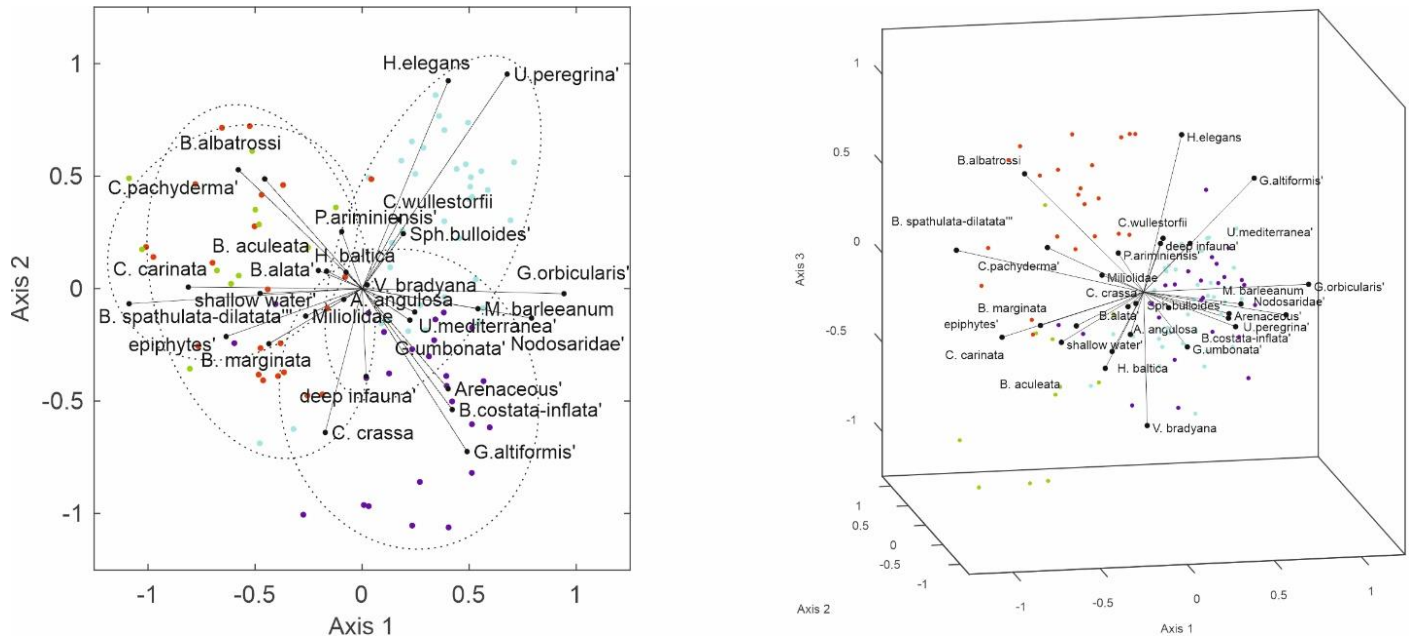 H.elegans
U.peregrina'
B.albatrossi
C.pachyderma'
C.wullestorfii
P.ariminiensis'
Sph.bulloides'
B. aculeata
H. baltica
C. carinata
B.alata'
V. bradyana
G.orbicularis'
shallow water'
A. angulosa
M. barleeanum
B. spathulata-dilatata'''
Miliolidae
U.mediterranea'
epiphytes'
G.umbonata'
Nodosaridae'
B. marginata
deep infauna'
Arenaceous'
B.costata-inflata'
C. crassa
G.altiformis'
1
0.5
0
-0.5
-1
Axis 2
-1
-0.5
0
0.5
1
Axis 1
H.elegans
B.albatrossi
G.altiformis'
B. spathulata-dilatata'''
C.wullestorfii
U.mediterranea'
deep infauna'
P.ariminiensis'
C.pachyderma'
Miliolidae
G.orbicularis'
C. crassa
M. barleeanum
B. marginata
Sph.bulloides'
Nodosaridae'
B.alata'
Arenaceous'
epiphytes'
A. angulosa
U.peregrina'
C. carinata
shallow water'
B.costata-inflata'
G.umbonata'
H. baltica
B. aculeata
V. bradyana
1
0.5
0
-0.5
-1
Axis 3
1
0.5
0
-0.5
-1
Axis 2
-1
-0.5
0
0.5
1
Axis 1